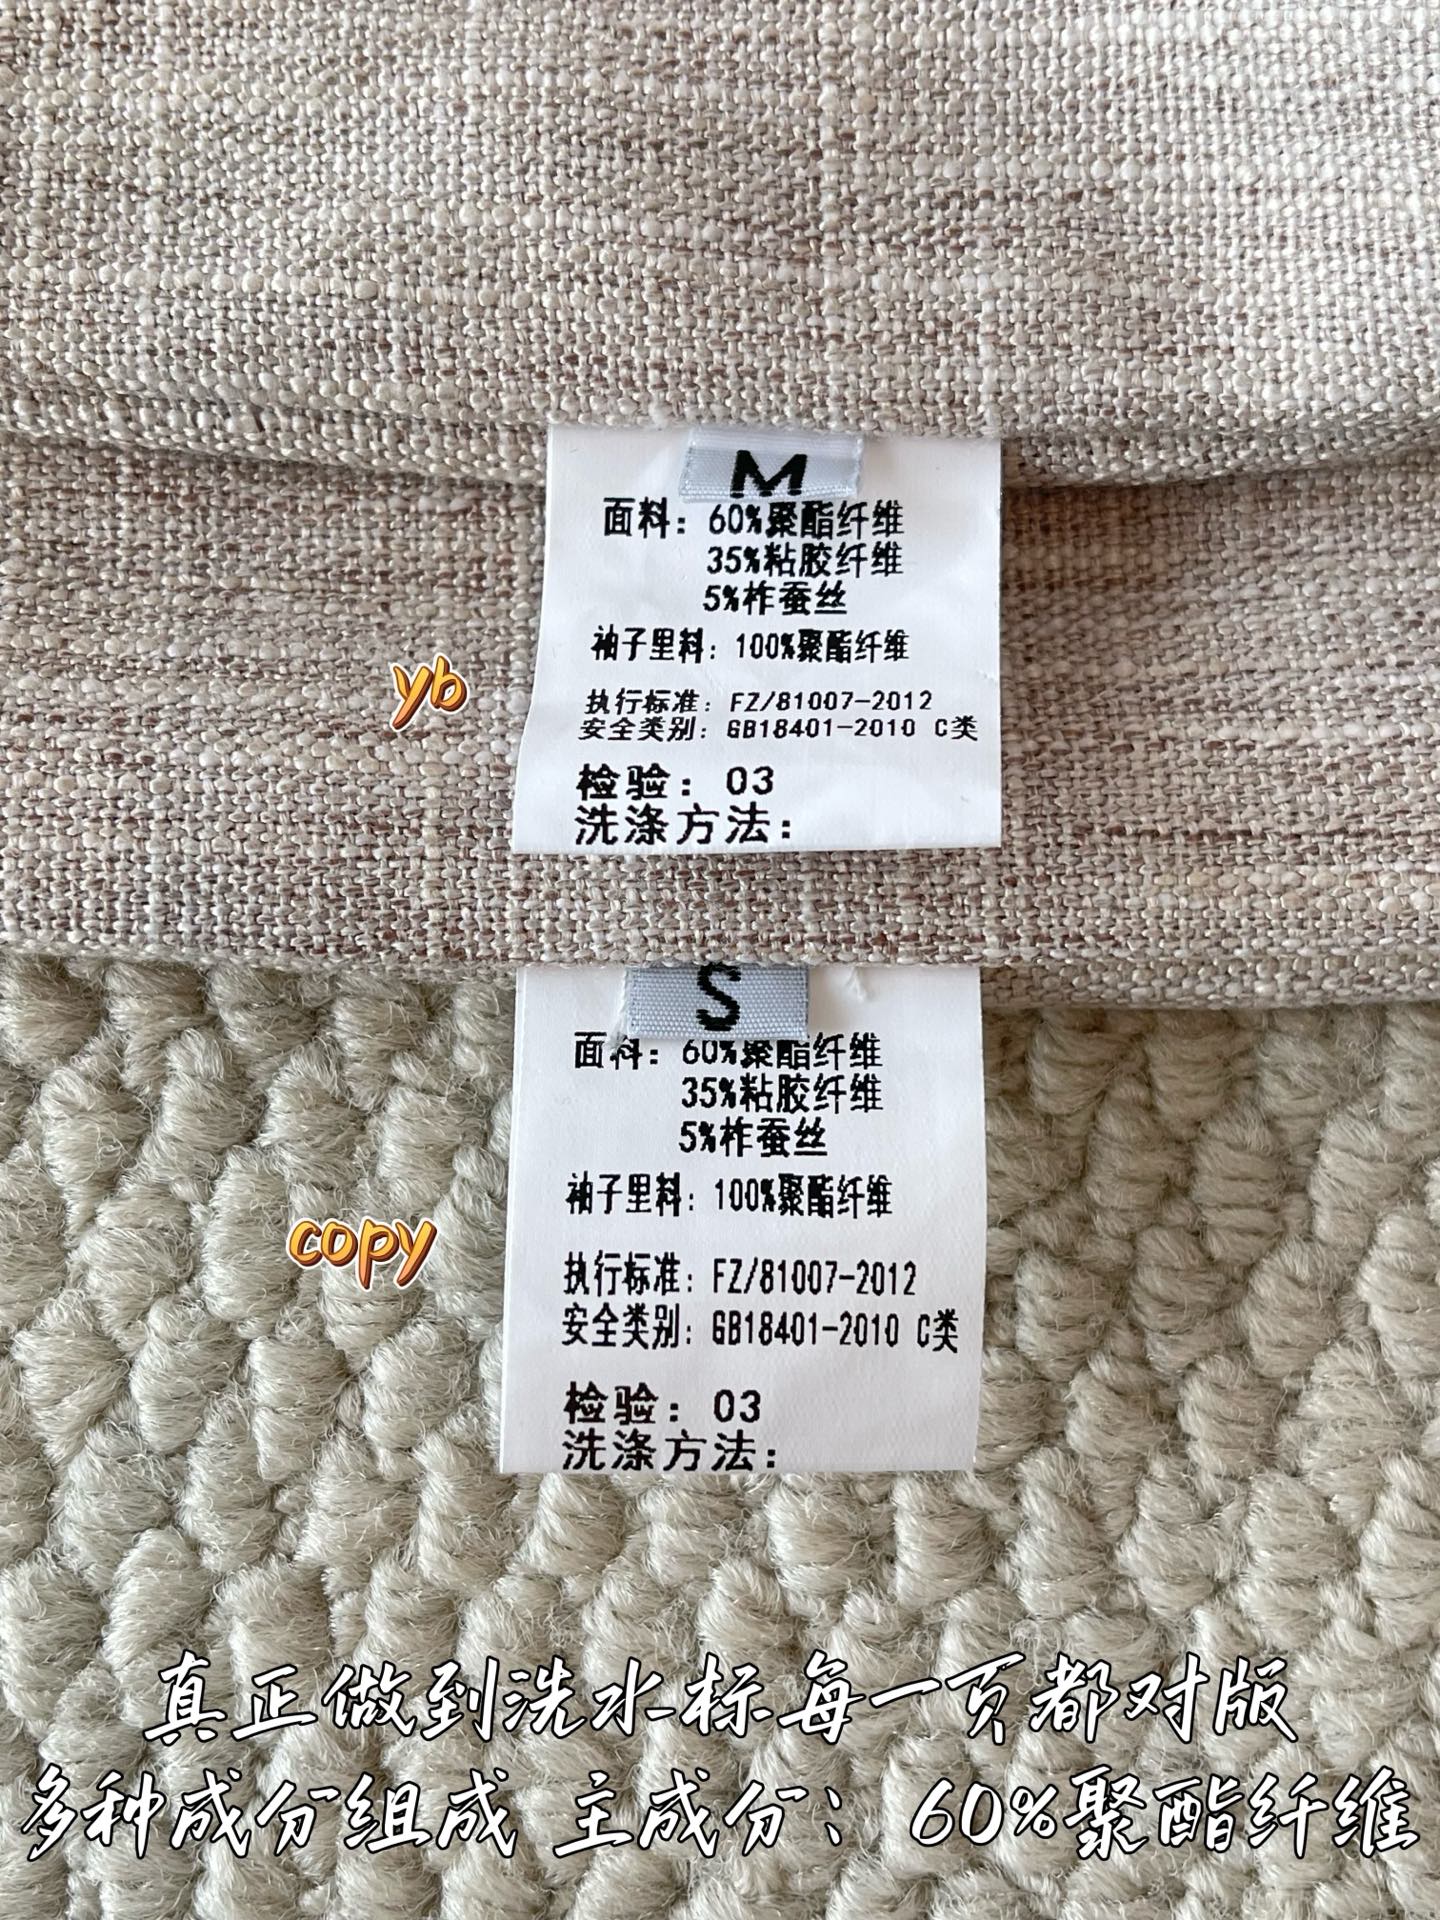 M
面料：60%聚酯纤维
35%粘胶纤维
5%柞蚕丝
袖子里料：100%聚酯纤维
执行标准：FZ/81007-2012
安全类别：GB18401-2010 C类
检验：03
洗涤方法：
yb
S
面料：60%聚酯纤维
35%粘胶纤维
5%柞蚕丝
袖子里料：100%聚酯纤维
执行标准：FZ/81007-2012
安全类别：GB18401-2010 C类
检验：03
洗涤方法：
copy
真正做到洗水标每一页都对版
多种成分组成 主成分：60%聚酯纤维